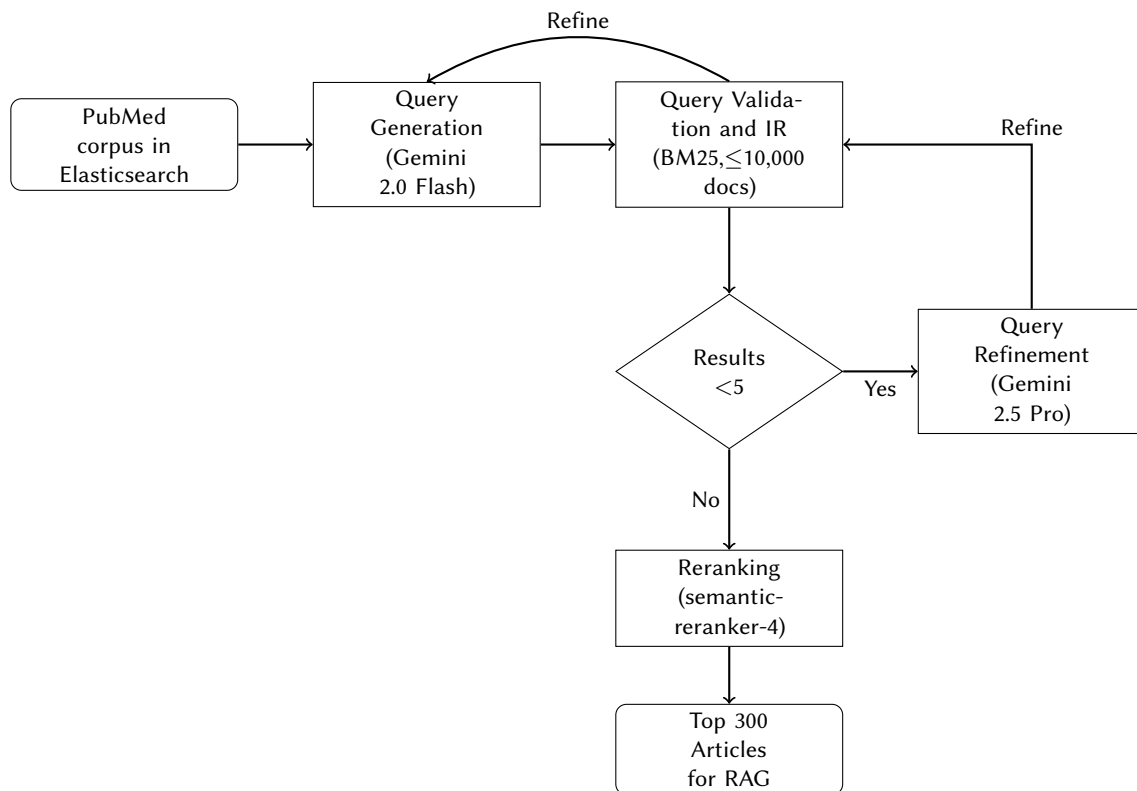 Refine
PubMed
corpus in
Elasticsearch
Query
Generation
(Gemini
2.0 Flash)
Query Valida-
tion and IR
(BM25,≤10,000
docs)
Refine
Results
<5
Yes
Query
Refinement
(Gemini
2.5 Pro)
No
Reranking
(semantic-
reranker-4)
Top 300
Articles
for RAG